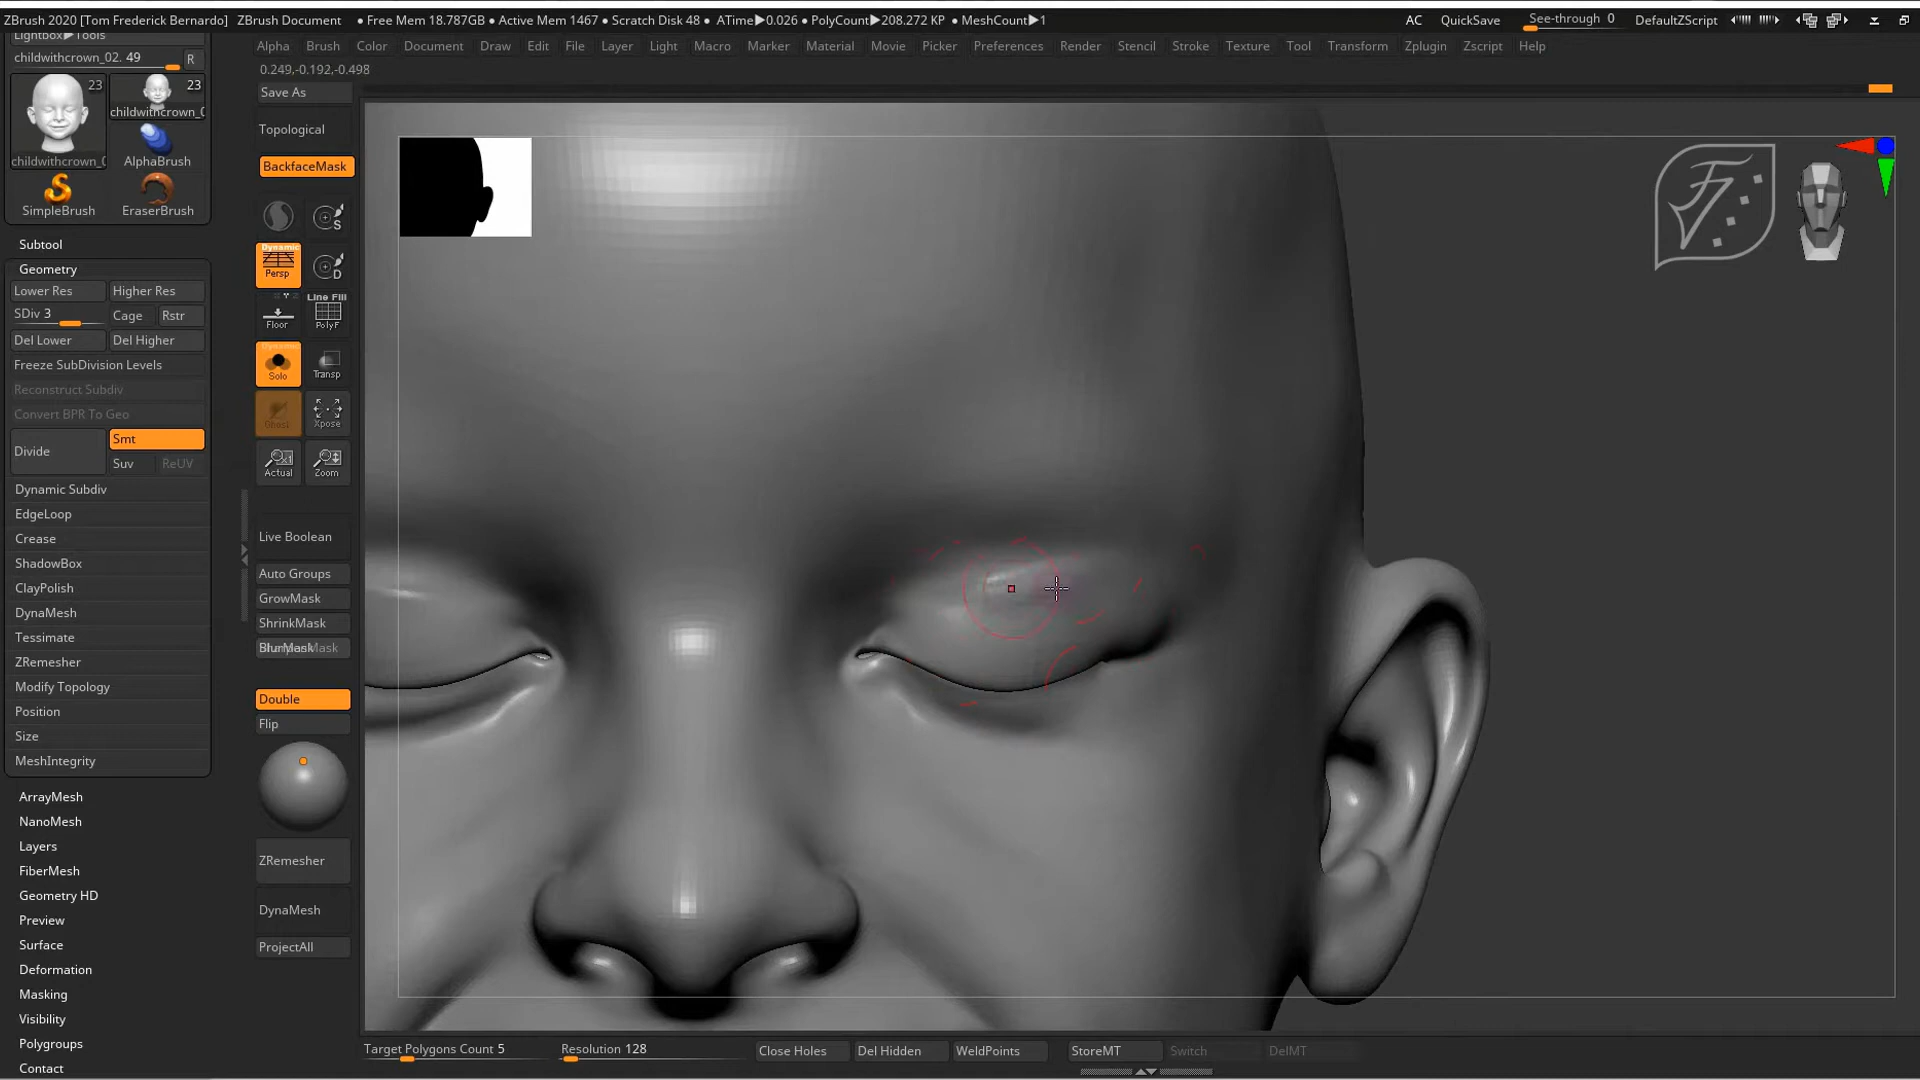 ZBrush 2020 [Tom Frederick Bernardo] ZBrush Document • Free Mem 18.787GB • Active Mem 1467 • Scratch Disk 48 • ATime▶0.026 • PolyCount▶208.272 KP • MeshCount▶1 AC QuickSave See-through 0 DefaultZScript
Lightbox▶Tools
Alpha Brush Color Document Draw Edit File Layer Light Macro Marker Material Movie Picker Preferences Render Stencil Stroke Texture Tool Transform Zplugin Zscript Help
childwithcrown_02. 49 R
0.249,-0.192,-0.498
23
23
childwithcrown_0
AlphaBrush
childwithcrown_0
SimpleBrush EraserBrush
Subtool
Geometry
Lower Res Higher Res
SDiv 3 Cage Rstr
Del Lower Del Higher
Freeze SubDivision Levels
Reconstruct Subdiv
Convert BPR To Geo
Divide Smt
Suv ReUV
Dynamic Subdiv
EdgeLoop
Crease
ShadowBox
ClayPolish
DynaMesh
Tessimate
ZRemesher
Modify Topology
Position
Size
MeshIntegrity
ArrayMesh
NanoMesh
Layers
FiberMesh
Geometry HD
Preview
Surface
Deformation
Masking
Visibility
Polygroups
Contact
Save As
Topological
BackfaceMask
S
Dynamic
Persp D
Line Fill
Floor PolyF
Dynamic
Solo Transp
Ghost Xpose
Actual Zoom
Live Boolean
Auto Groups
GrowMask
ShrinkMask
BlurMask
Double
Flip
ZRemesher
DynaMesh
ProjectAll
Target Polygons Count 5 Resolution 128 Close Holes Del Hidden WeldPoints StoreMT Switch DelMT